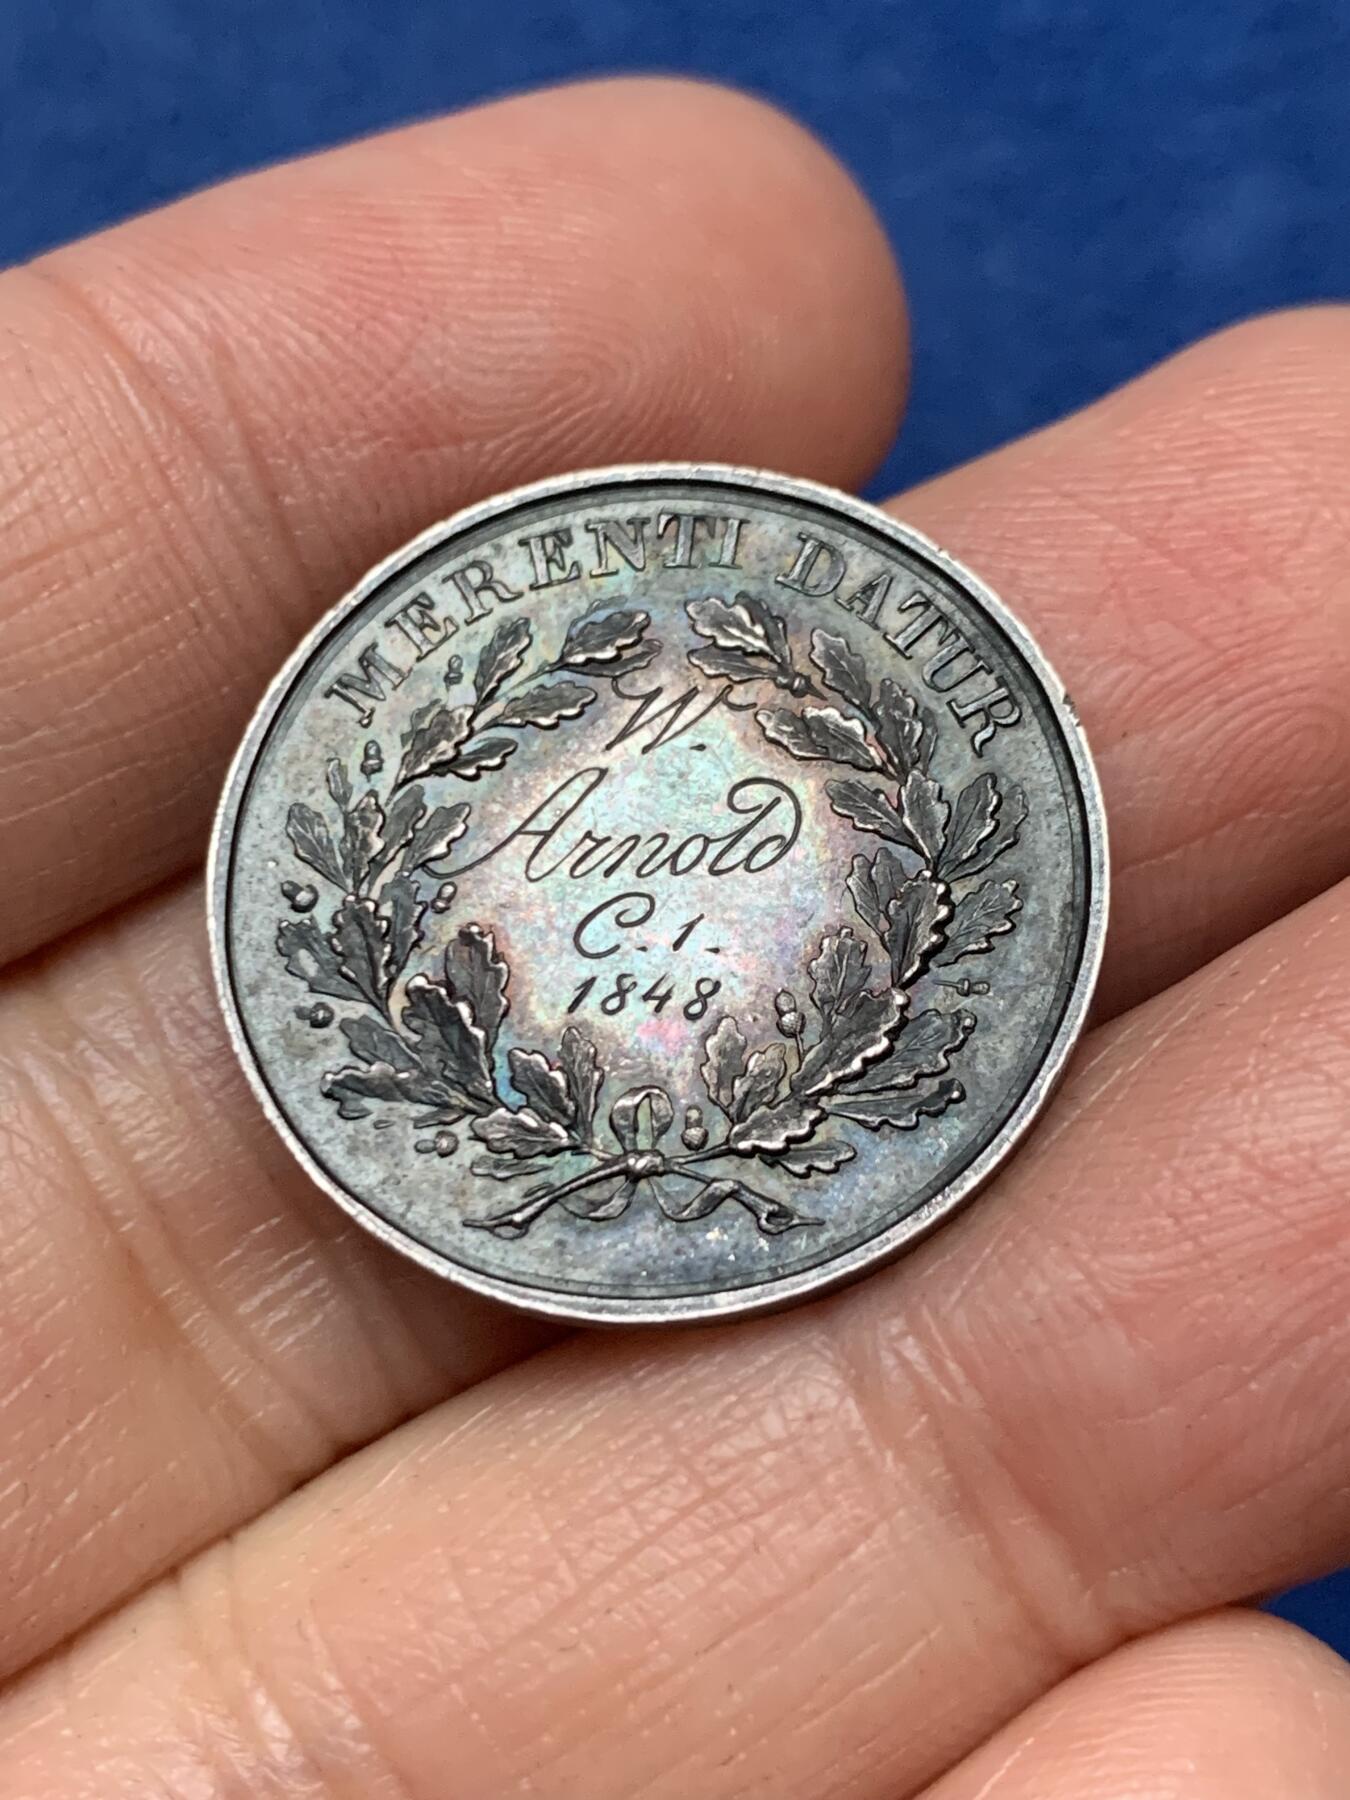 MERENTI DATUR
W.
Arnold
C. 1.
1848